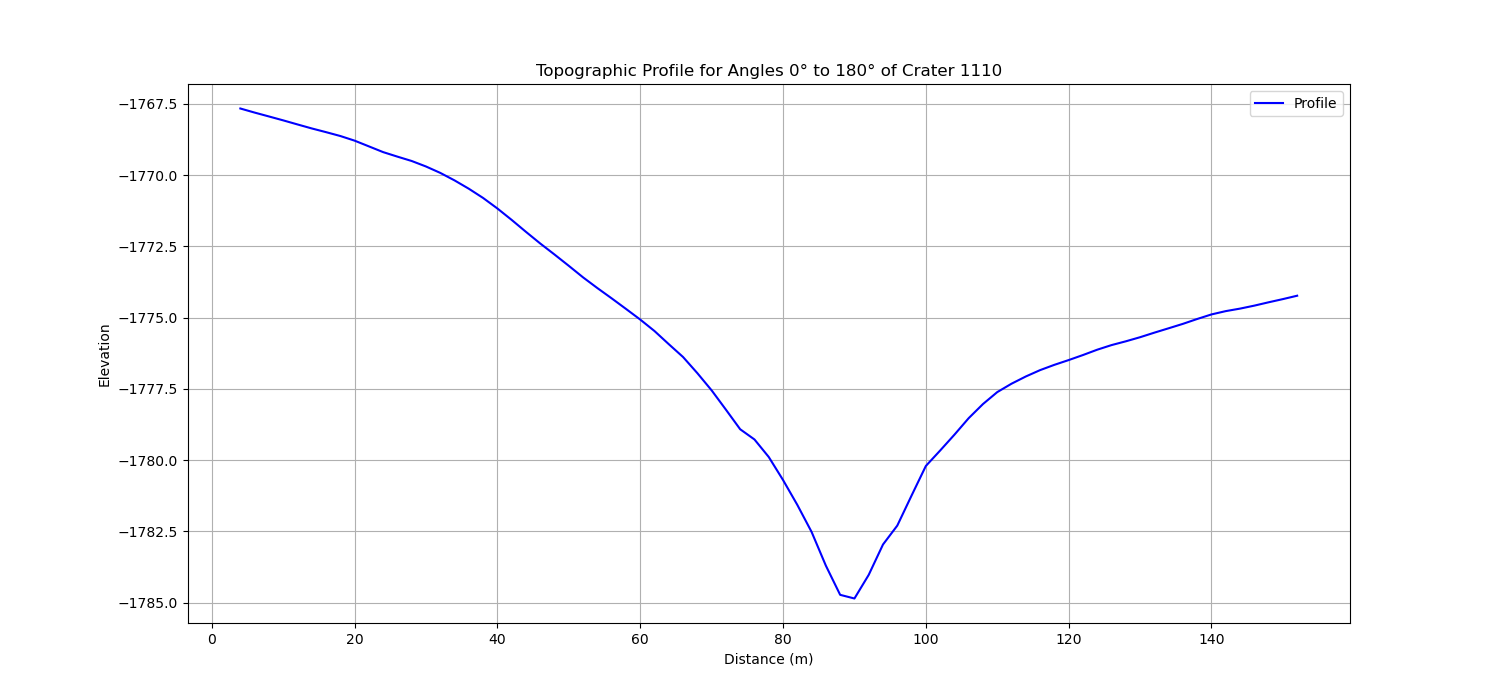 Topographic Profile for Angles 0° to 180° of Crater 1110
Profile
−1767.5
−1770.0
−1772.5
−1775.0
−1777.5
−1780.0
−1782.5
−1785.0
Elevation
0 20 40 60 80 100 120 140
Distance (m)